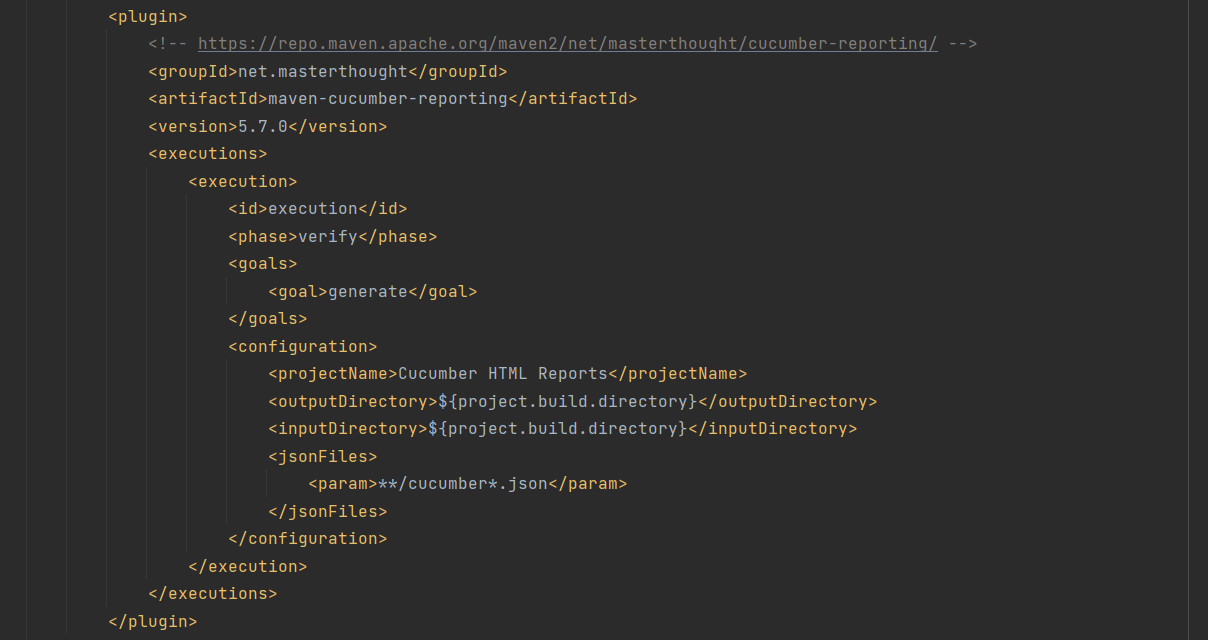 <plugin>
<!-- https://repo.maven.apache.org/maven2/net/masterthought/cucumber-reporting/ -->
<groupId>net.masterthought</groupId>
<artifactId>maven-cucumber-reporting</artifactId>
<version>5.7.0</version>
<executions>
<execution>
<id>execution</id>
<phase>verify</phase>
<goals>
<goal>generate</goal>
</goals>
<configuration>
<projectName>Cucumber HTML Reports</projectName>
<outputDirectory>${project.build.directory}</outputDirectory>
<inputDirectory>${project.build.directory}</inputDirectory>
<jsonFiles>
<param>**/cucumber*.json</param>
</jsonFiles>
</configuration>
</execution>
</executions>
</plugin>